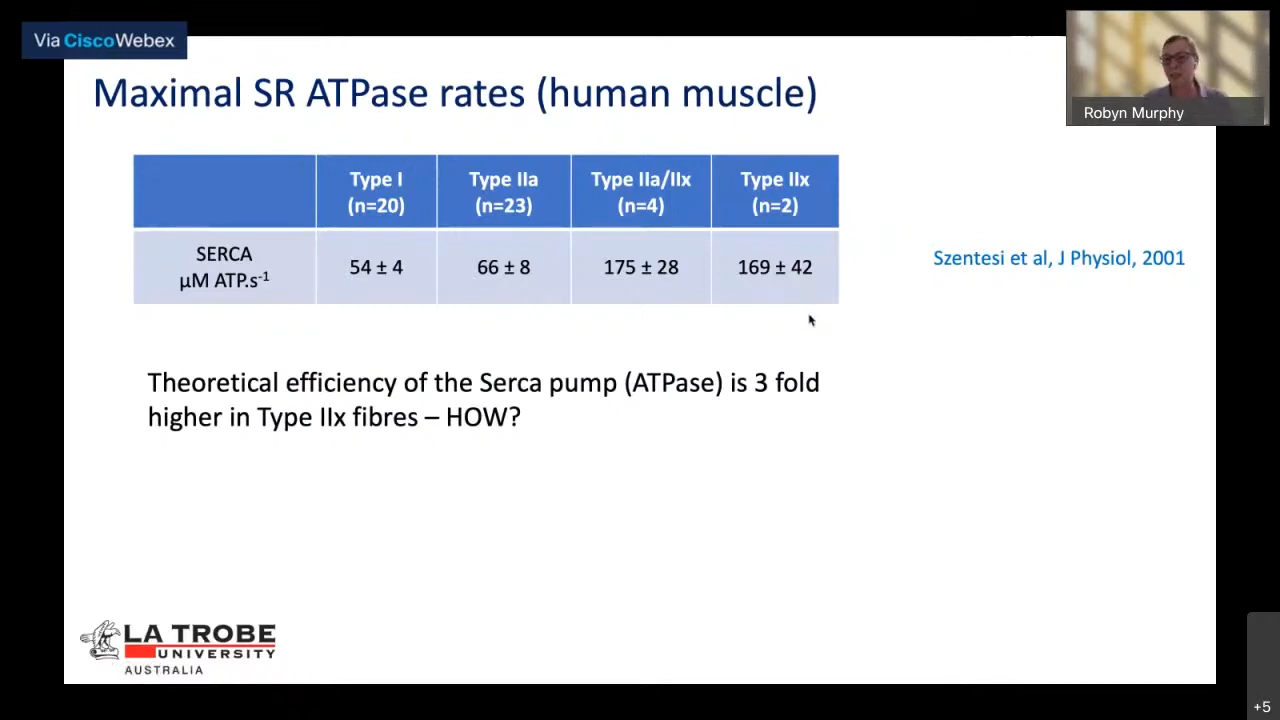 Via CiscoWebex
Maximal SR ATPase rates (human muscle)
Robyn Murphy
Type I
(n=20)
Type IIa
(n=23)
Type IIa/IIx
(n=4)
Type IIx
(n=2)
SERCA
µM ATP.s-1
54 ± 4
66 ± 8
175 ± 28
169 ± 42
Szentesi et al, J Physiol, 2001
Theoretical efficiency of the Serca pump (ATPase) is 3 fold
higher in Type IIx fibres – HOW?
LA TROBE
UNIVERSITY
AUSTRALIA
+5